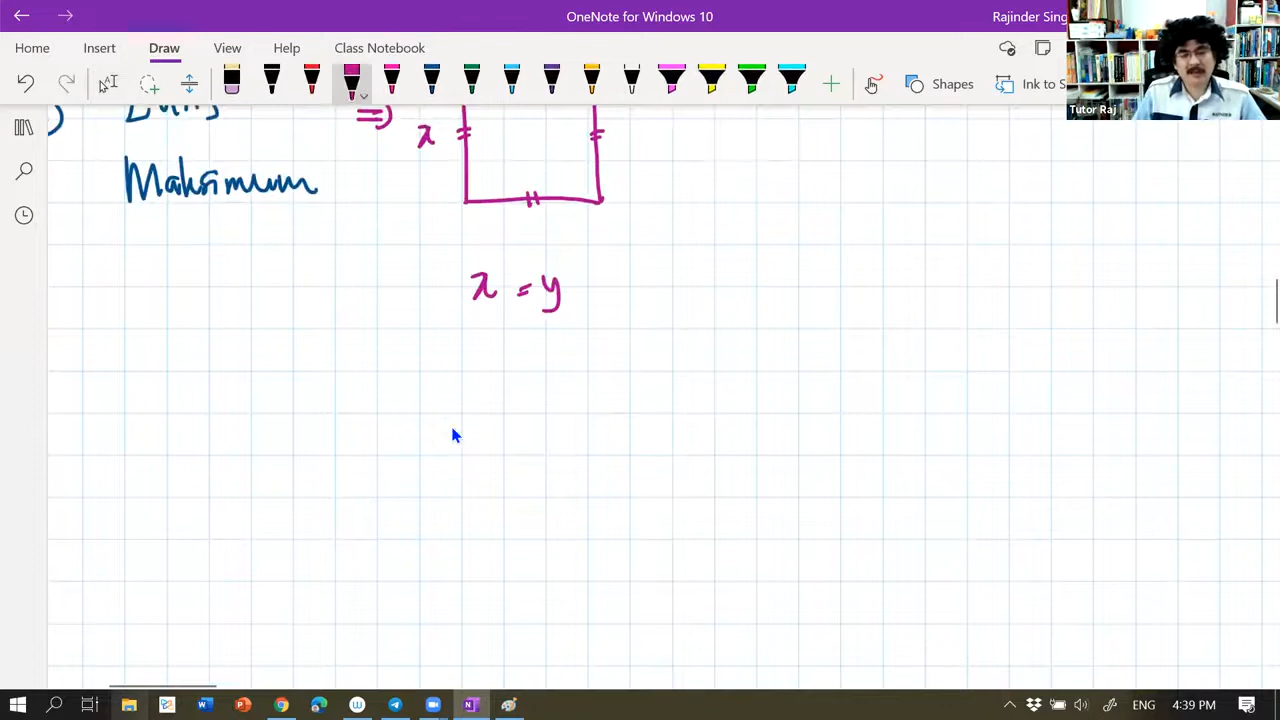 OneNote for Windows 10
Rajinder Sing
Home Insert Draw View Help Class Notebook
Shapes
Ink to S
Tutor Raj
⇒
x
Maksimum
x = y
ENG
4:39 PM